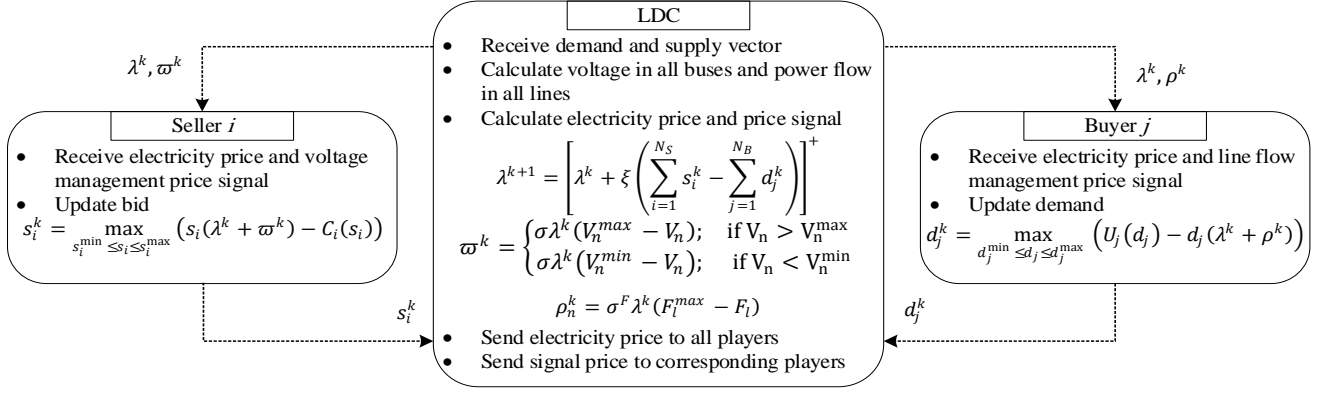 LDC
• Receive demand and supply vector
• Calculate voltage in all buses and power flow
in all lines
• Calculate electricity price and price signal
λ^{k+1} = [λ^k + ξ(∑_{i=1}^{N_S} s_i^k − ∑_{j=1}^{N_B} d_j^k)]^+
ϖ^k = {σλ^k(V_n^{max} − V_n); if V_n > V_n^{max}
σλ^k(V_n^{min} − V_n); if V_n < V_n^{min}
ρ_n^k = σ^F λ^k(F_l^{max} − F_l)
• Send electricity price to all players
• Send signal price to corresponding players
λ^k, ϖ^k
Seller i
• Receive electricity price and voltage
management price signal
• Update bid
s_i^k = max_{s_i^{min} ≤ s_i ≤ s_i^{max}} (s_i(λ^k + ϖ^k) − C_i(s_i))
s_i^k
λ^k, ρ^k
Buyer j
• Receive electricity price and line flow
management price signal
• Update demand
d_j^k = max_{d_j^{min} ≤ d_j ≤ d_j^{max}} (U_j(d_j) − d_j(λ^k + ρ^k))
d_j^k